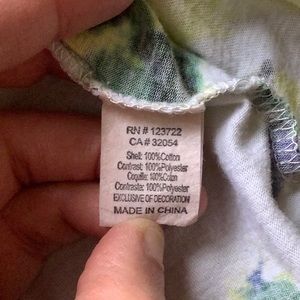 RN # 123722
CA # 32054
Shell: 100%Cotton
Contrast: 100%Polyester
Coquille: 100%Coton
Contraste: 100%Polyester
EXCLUSIVE OF DECORATION
MADE IN CHINA